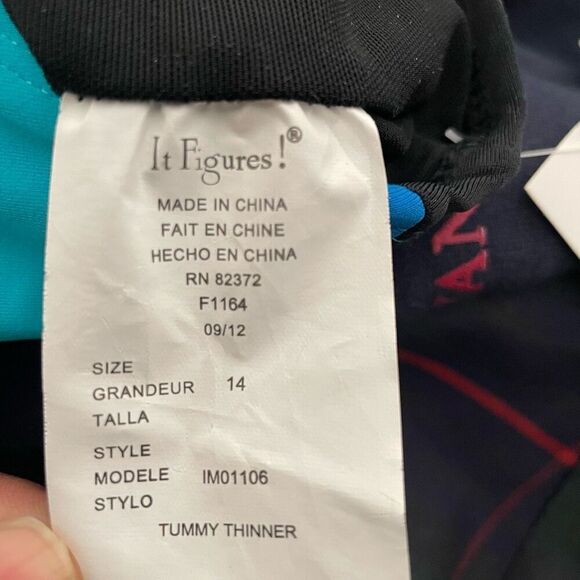 It Figures!®
MADE IN CHINA
FAIT EN CHINE
HECHO EN CHINA
RN 82372
F1164
09/12
SIZE
GRANDEUR 14
TALLA
STYLE
MODELE IM01106
STYLO
TUMMY THINNER